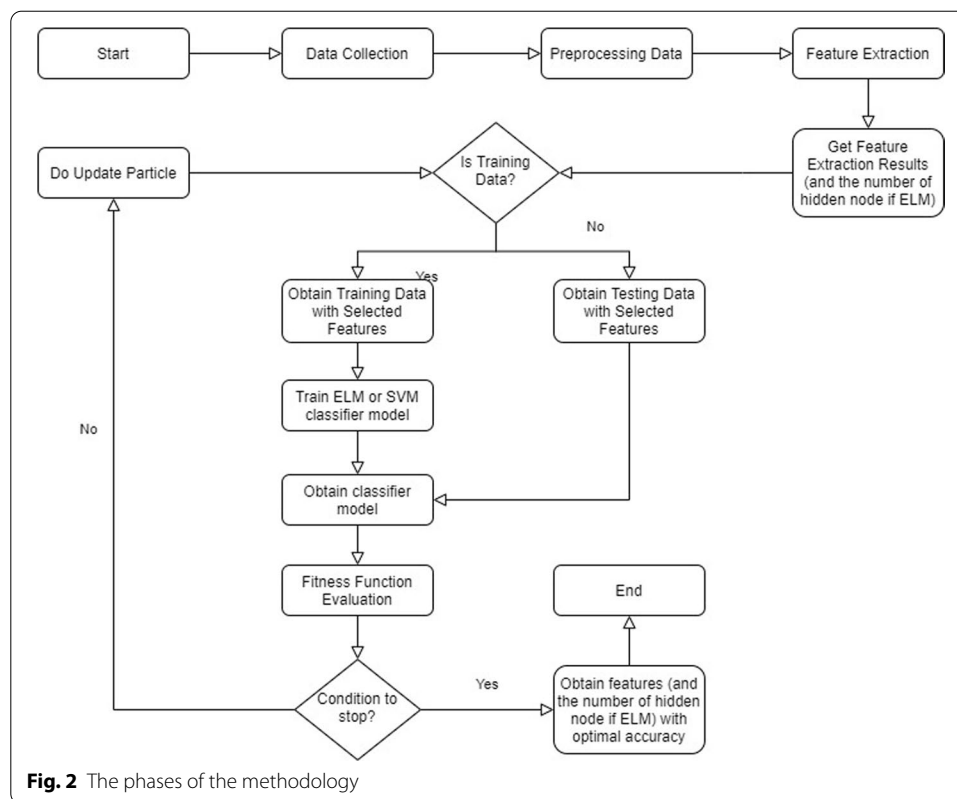 Start
Data Collection
Preprocessing Data
Feature Extraction
Get Feature
Extraction Results
(and the number of
hidden node if ELM)
Is Training
Data?
Do Update Particle
No
Yes
Obtain Training Data
with Selected
Features
Obtain Testing Data
with Selected
Features
Train ELM or SVM
classifier model
No
Obtain classifier
model
Fitness Function
Evaluation
End
Condition to
stop?
Yes
Obtain features (and
the number of hidden
node if ELM) with
optimal accuracy
Fig. 2 The phases of the methodology